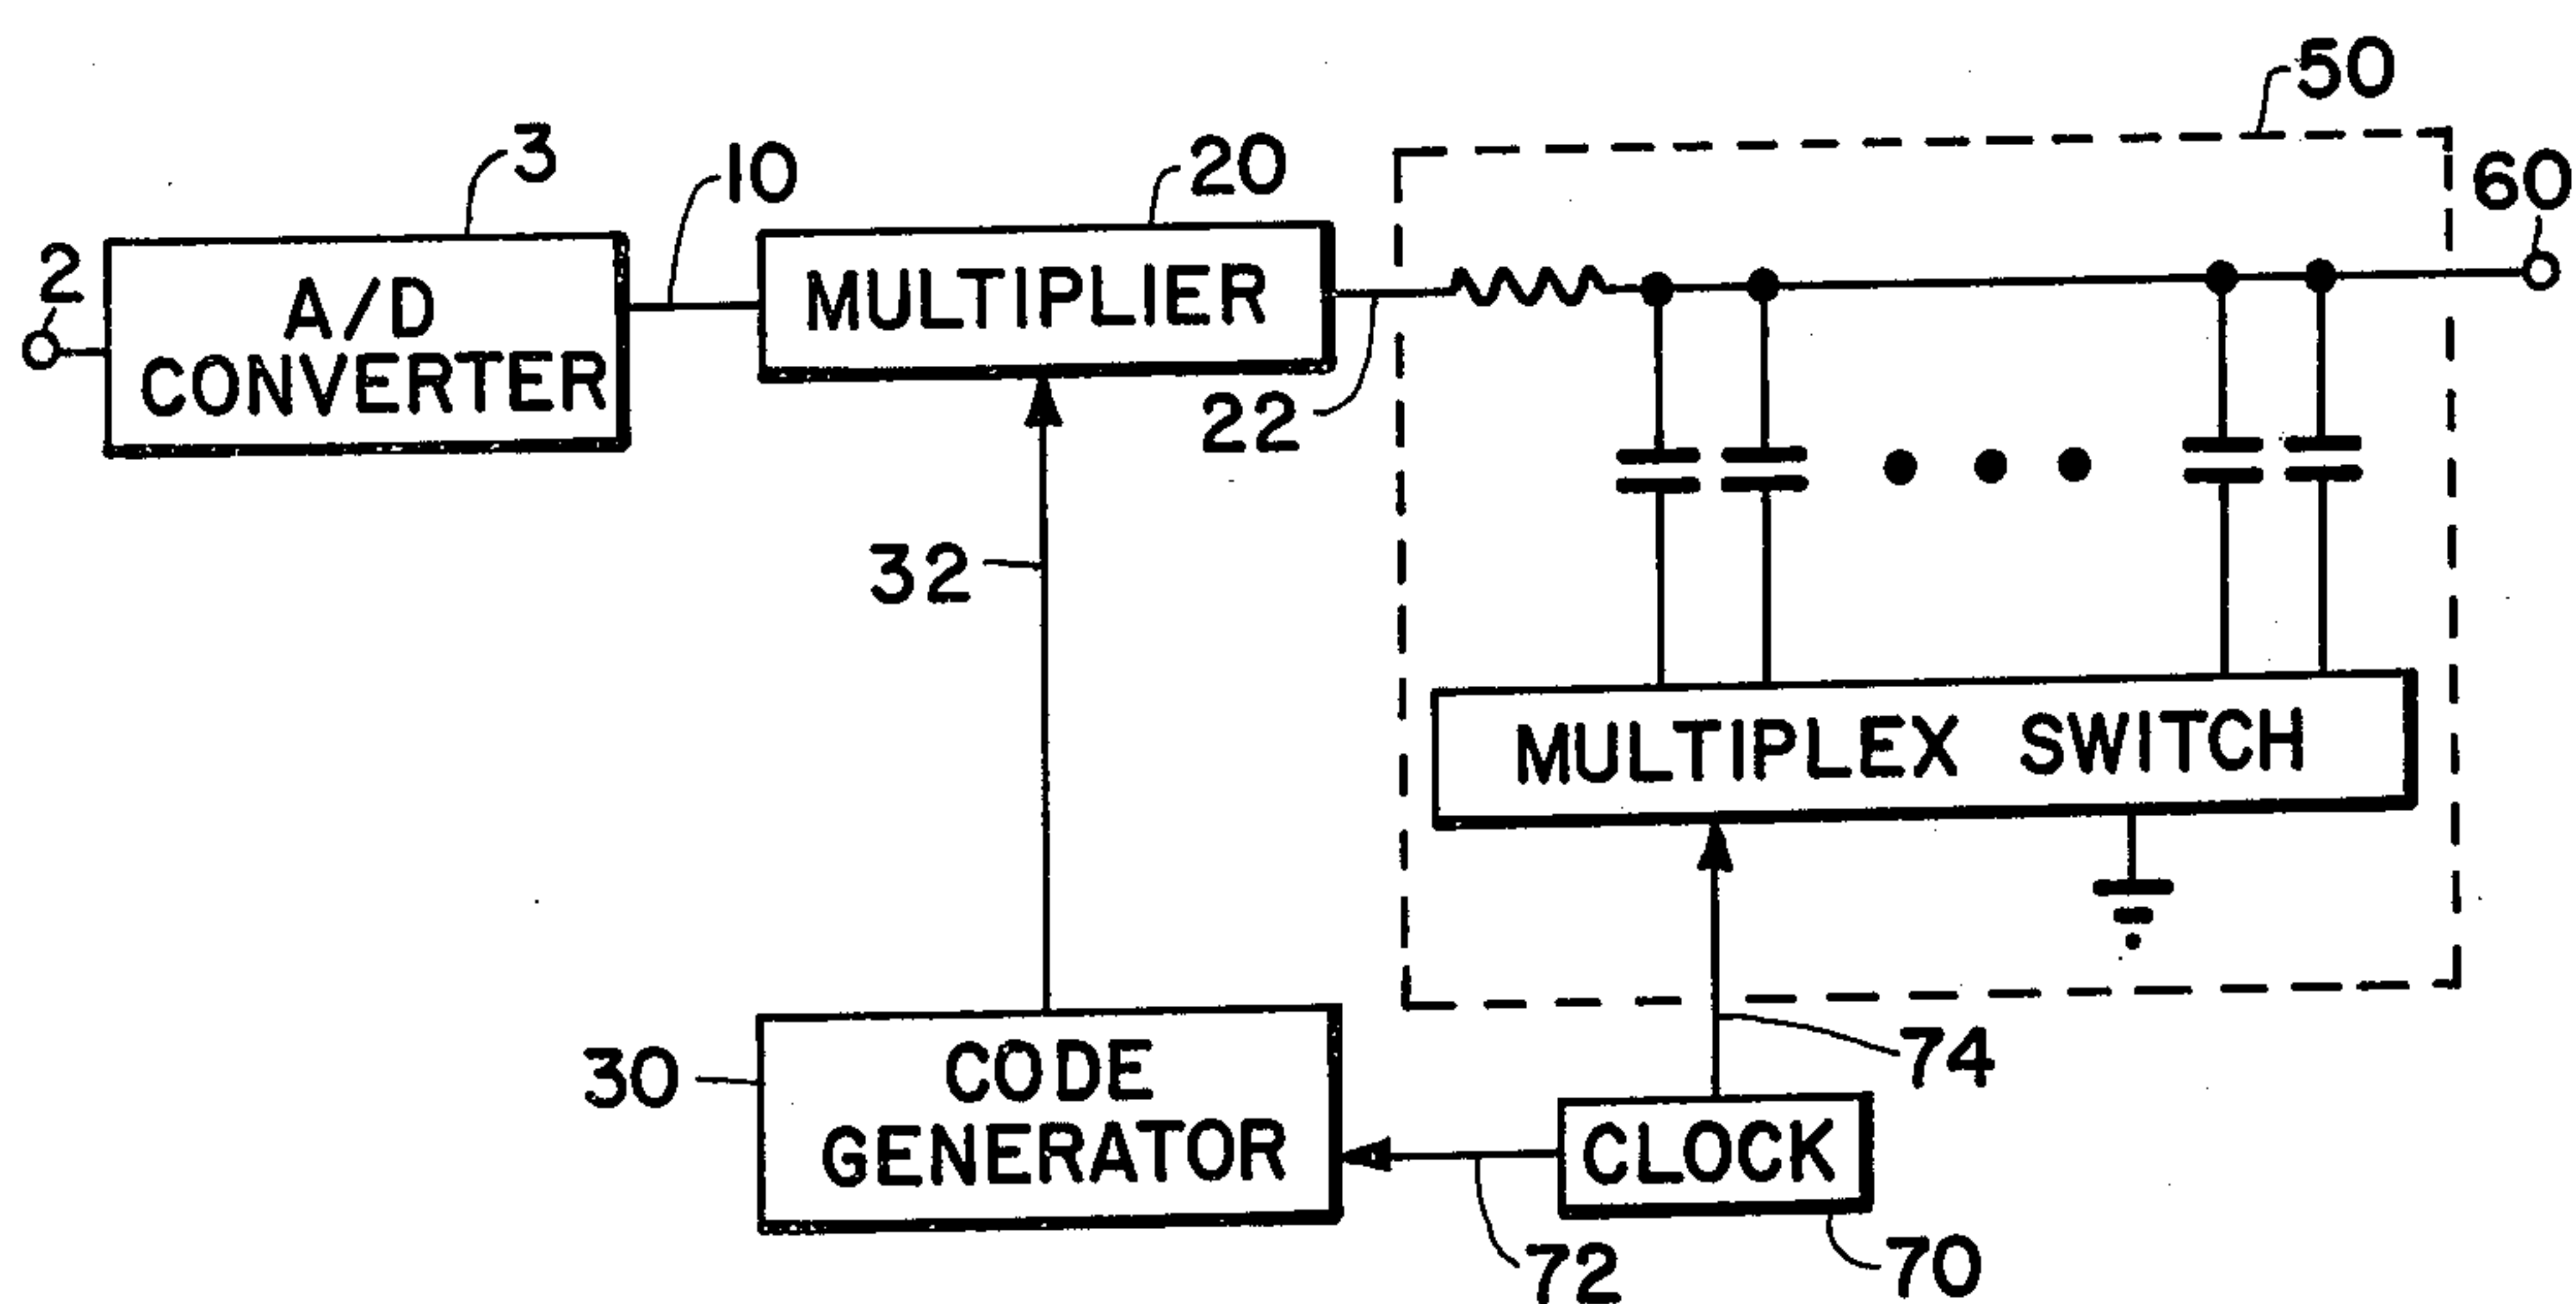 50
3
10
20
60
2
A/D
CONVERTER
MULTIPLIER
22
32
MULTIPLEX SWITCH
30
CODE
GENERATOR
74
CLOCK
72
70